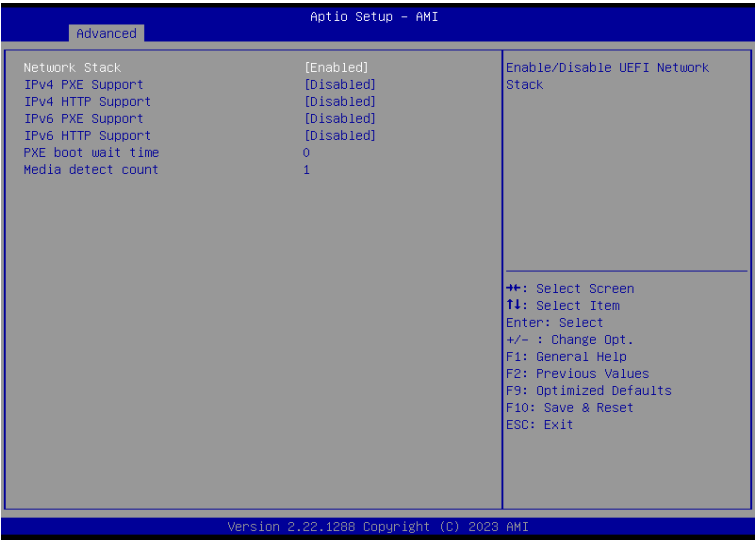 Aptio Setup – AMI
Advanced
Network Stack [Enabled]
IPv4 PXE Support [Disabled]
IPv4 HTTP Support [Disabled]
IPv6 PXE Support [Disabled]
IPv6 HTTP Support [Disabled]
PXE boot wait time 0
Media detect count 1
Enable/Disable UEFI Network
Stack
→←: Select Screen
↑↓: Select Item
Enter: Select
+/- : Change Opt.
F1: General Help
F2: Previous Values
F9: Optimized Defaults
F10: Save & Reset
ESC: Exit
Version 2.22.1288 Copyright (C) 2023 AMI